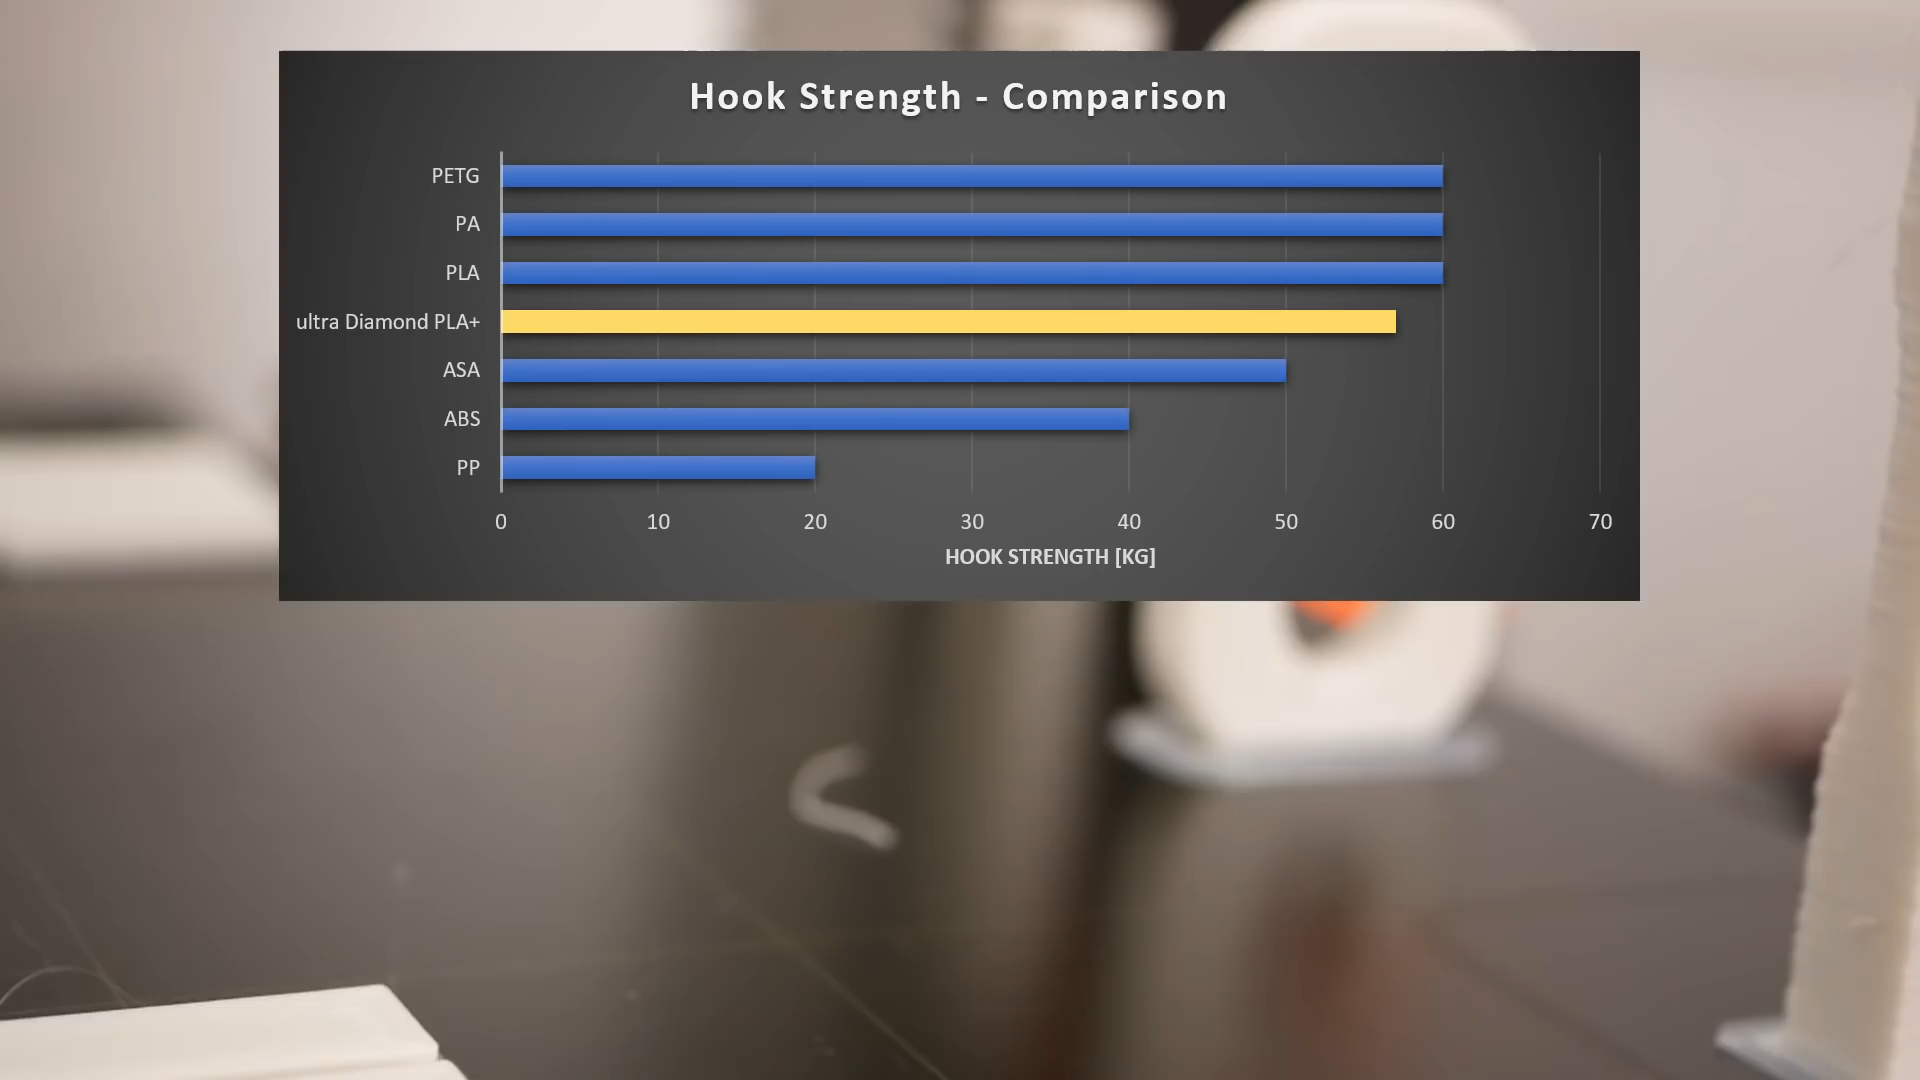 Hook Strength - Comparison
PETG
PA
PLA
ultra Diamond PLA+
ASA
ABS
PP
0 10 20 30 40 50 60 70
HOOK STRENGTH [KG]